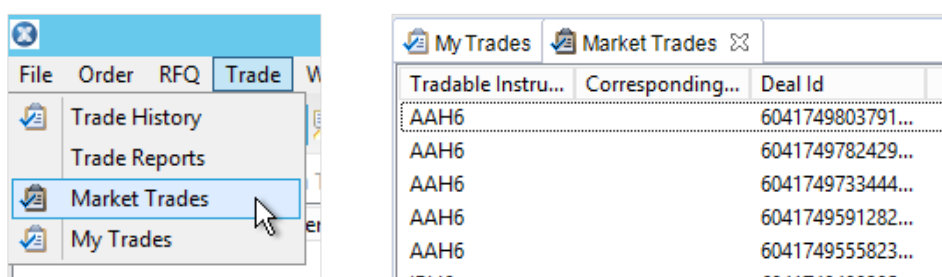 File Order RFQ Trade
Trade History
Trade Reports
Market Trades
My Trades
My Trades Market Trades
Tradable Instru... Corresponding... Deal Id
AAH6 6041749803791...
AAH6 6041749782429...
AAH6 6041749733444...
AAH6 6041749591282...
AAH6 6041749555823...